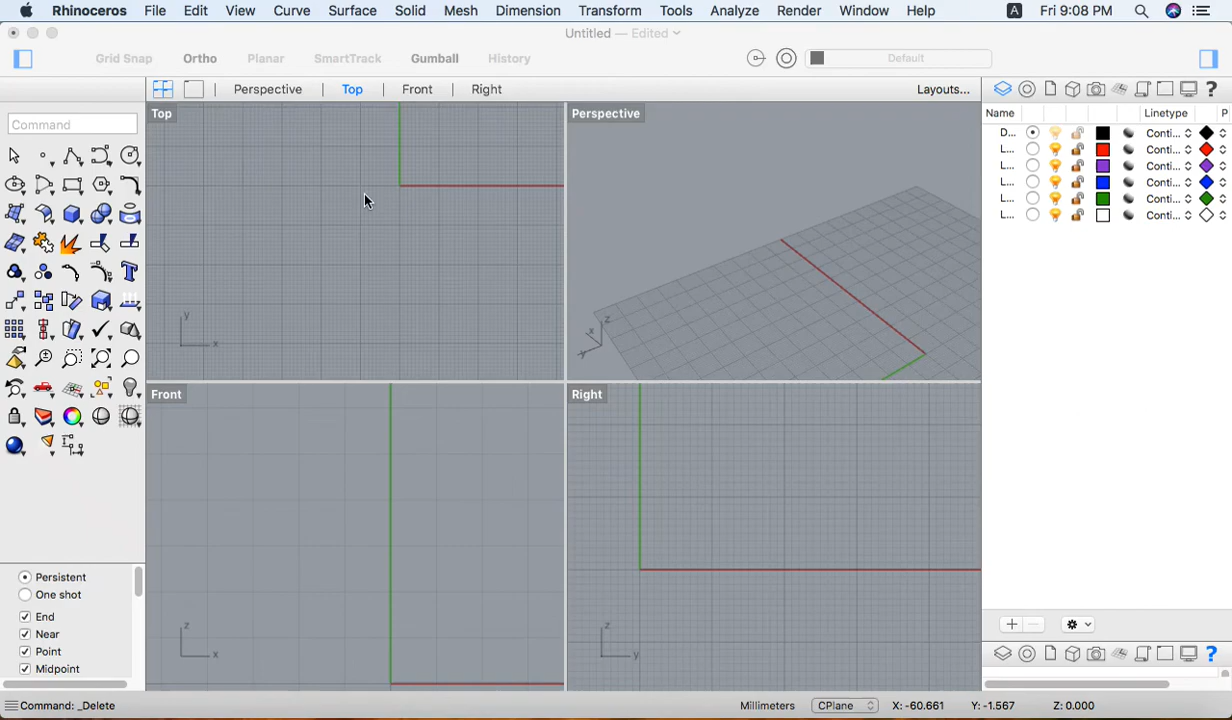 Rhinoceros File Edit View Curve Surface Solid Mesh Dimension Transform Tools Analyze Render Window Help A Fri 9:08 PM
Untitled — Edited
Grid Snap Ortho Planar SmartTrack Gumball History Default
Perspective Top Front Right Layouts...
Command
Top
Perspective
Name Linetype P
D... Conti...
L... Conti...
L... Conti...
L... Conti...
L... Conti...
L... Conti...
y
x
z
x
y
Front
Right
Persistent
One shot
End
Near
Point
Midpoint
z
x
z
y
Command: _Delete Millimeters CPlane X: -60.661 Y: -1.567 Z: 0.000